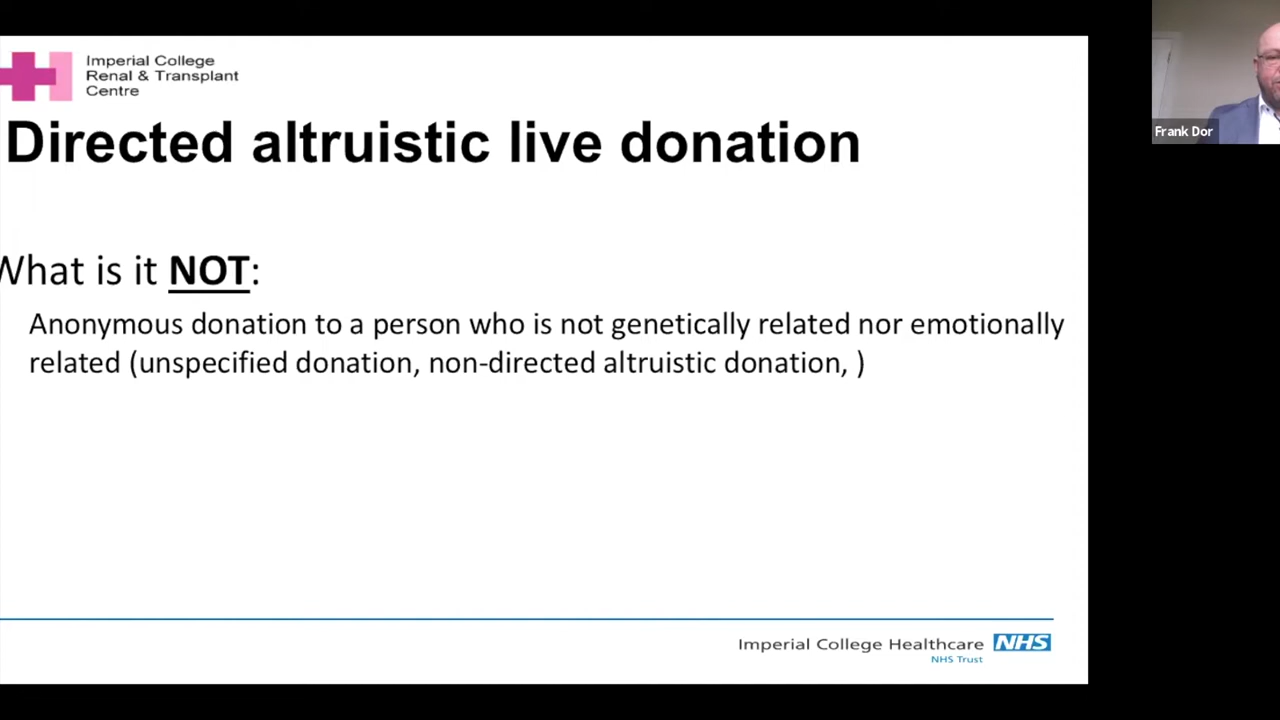 Imperial College
Renal & Transplant
Centre
Directed altruistic live donation
What is it NOT:
Anonymous donation to a person who is not genetically related nor emotionally
related (unspecified donation, non-directed altruistic donation, )
Imperial College Healthcare NHS
NHS Trust
Frank Dor